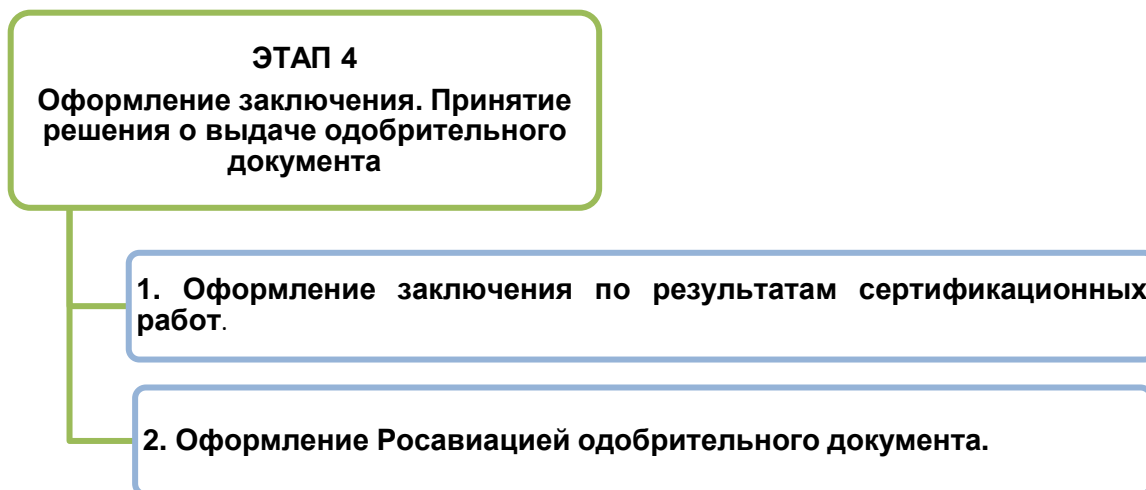 ЭТАП 4
Оформление заключения. Принятие
решения о выдаче одобрительного
документа
1. Оформление заключения по результатам сертификационных
работ.
2. Оформление Росавиацией одобрительного документа.